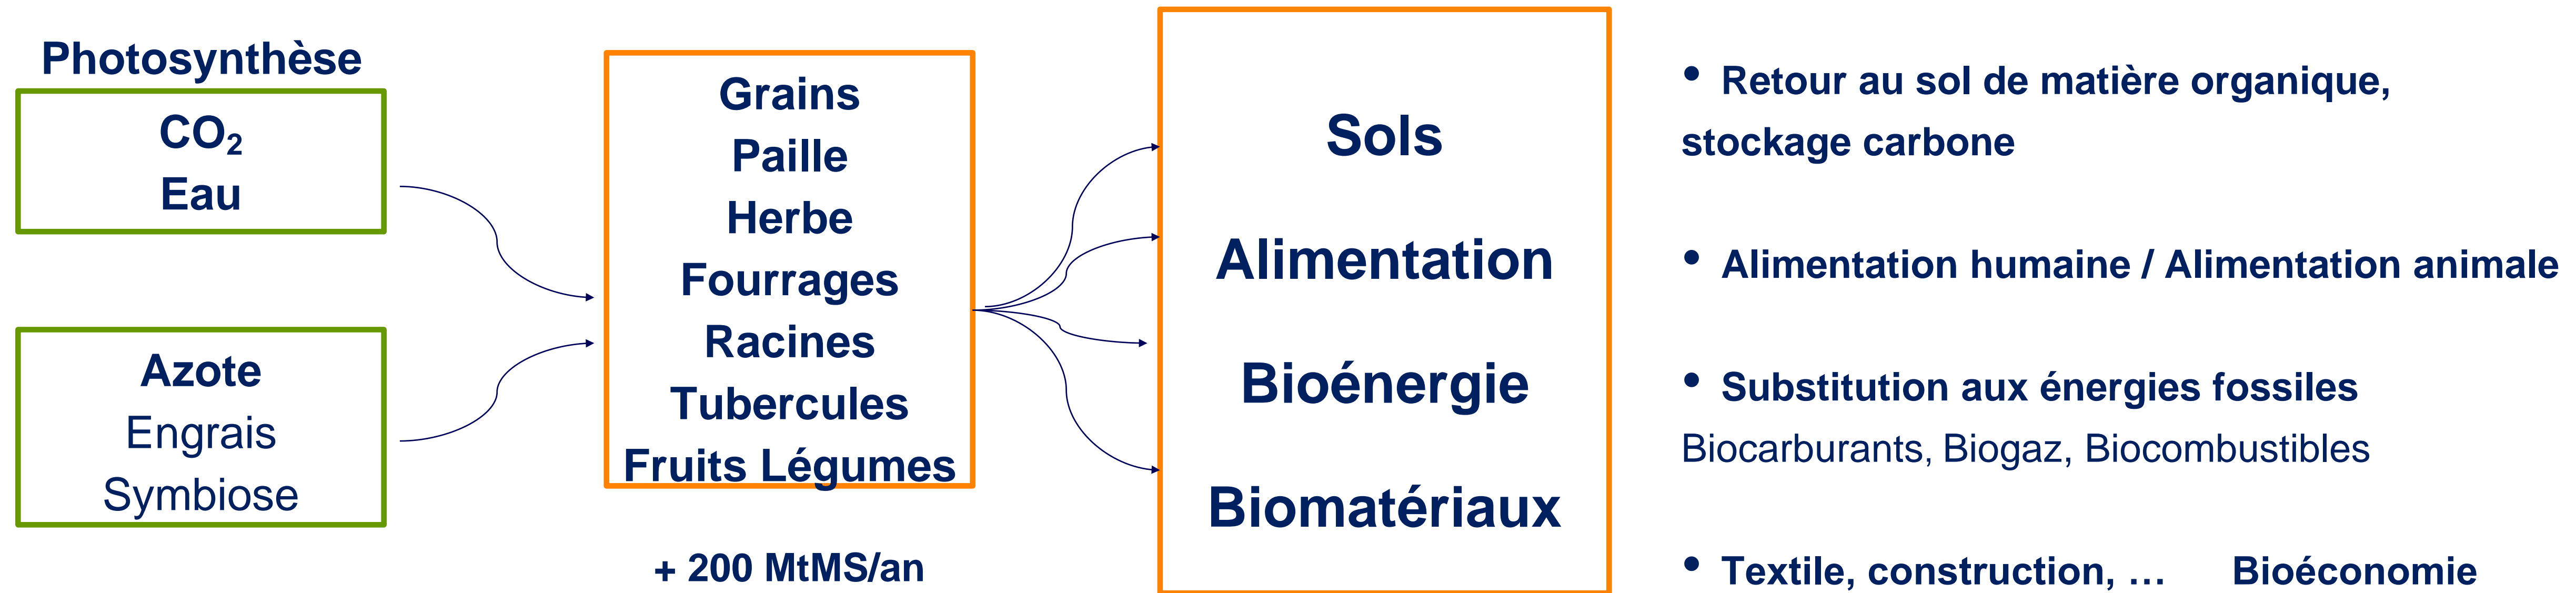 Photosynthèse
CO₂
Eau
Azote
Engrais
Symbiose
Grains
Paille
Herbe
Fourrages
Racines
Tubercules
Fruits Légumes
+ 200 MtMS/an
Sols
Alimentation
Bioénergie
Biomatériaux
• Retour au sol de matière organique,
stockage carbone
• Alimentation humaine / Alimentation animale
• Substitution aux énergies fossiles
Biocarburants, Biogaz, Biocombustibles
• Textile, construction, … Bioéconomie